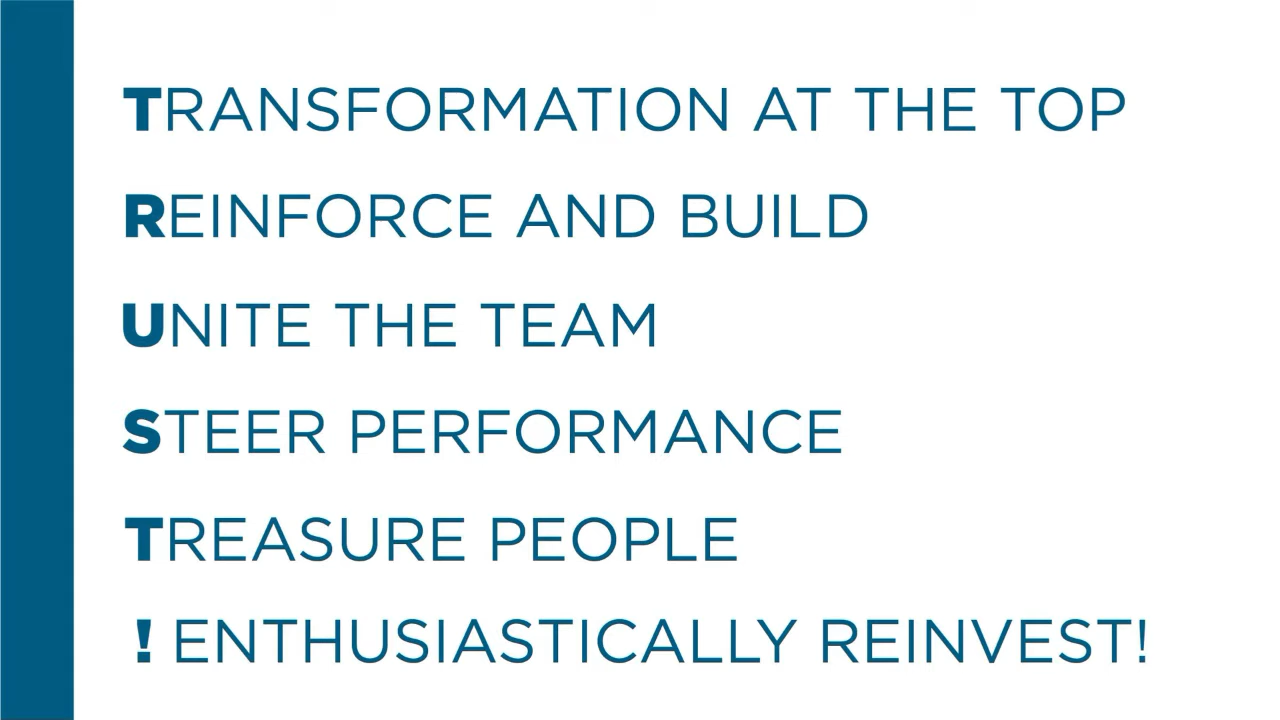 TRANSFORMATION AT THE TOP
REINFORCE AND BUILD
UNITE THE TEAM
STEER PERFORMANCE
TREASURE PEOPLE
! ENTHUSIASTICALLY REINVEST!